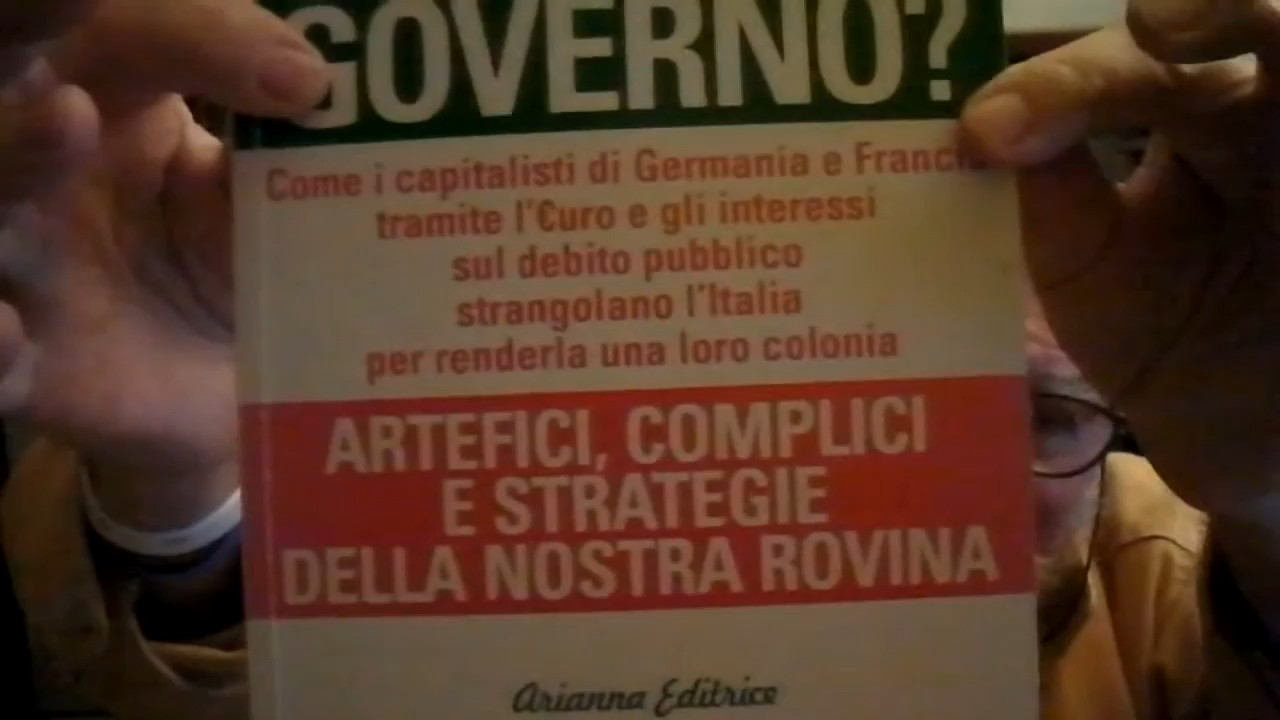 GOVERNO?
Come i capitalisti di Germania e Francia
tramite l'€uro e gli interessi
sul debito pubblico
strangolano l'Italia
per renderla una loro colonia
ARTEFICI, COMPLICI
E STRATEGIE
DELLA NOSTRA ROVINA
Arianna Editrice